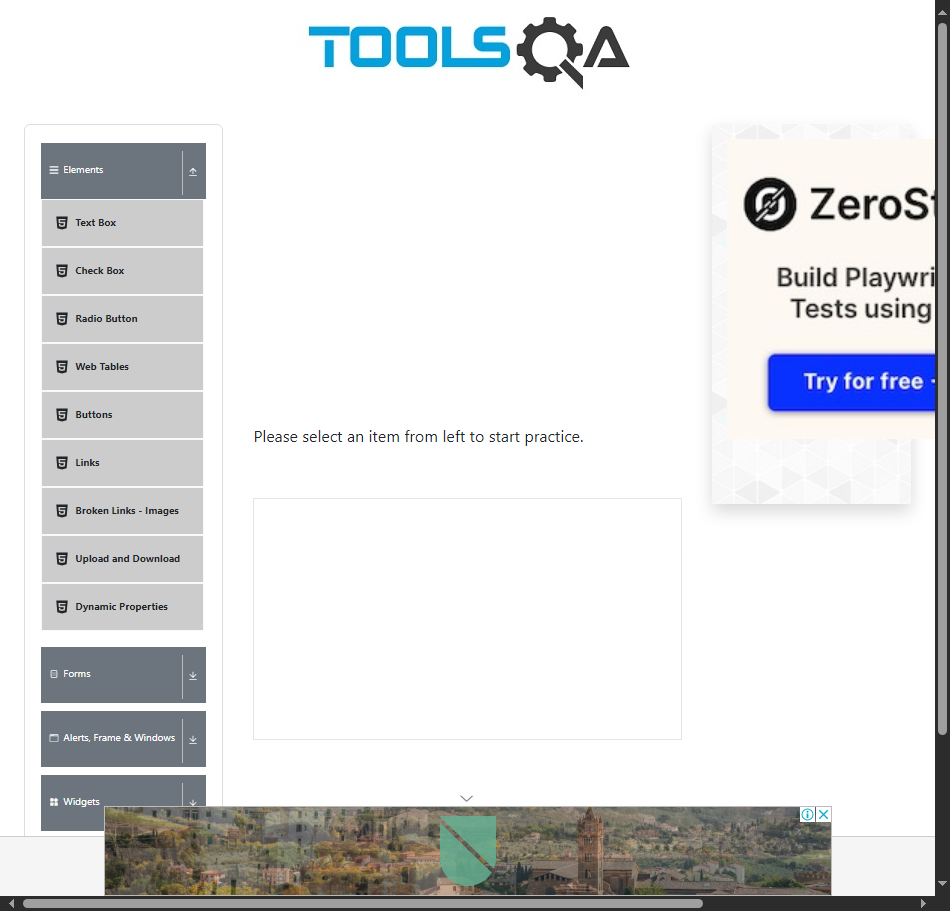 TOOLSQA
Elements
Text Box
Check Box
Radio Button
Web Tables
Buttons
Links
Broken Links - Images
Upload and Download
Dynamic Properties
Forms
Alerts, Frame & Windows
Widgets
Please select an item from left to start practice.
ZeroSt
Build Playwri
Tests using
Try for free